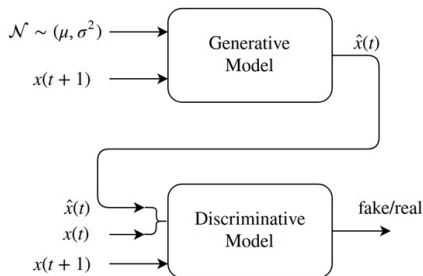 𝒩 ∼ (μ, σ²)
x(t + 1)
Generative
Model
x̂(t)
x̂(t)
x(t)
x(t + 1)
Discriminative
Model
fake/real